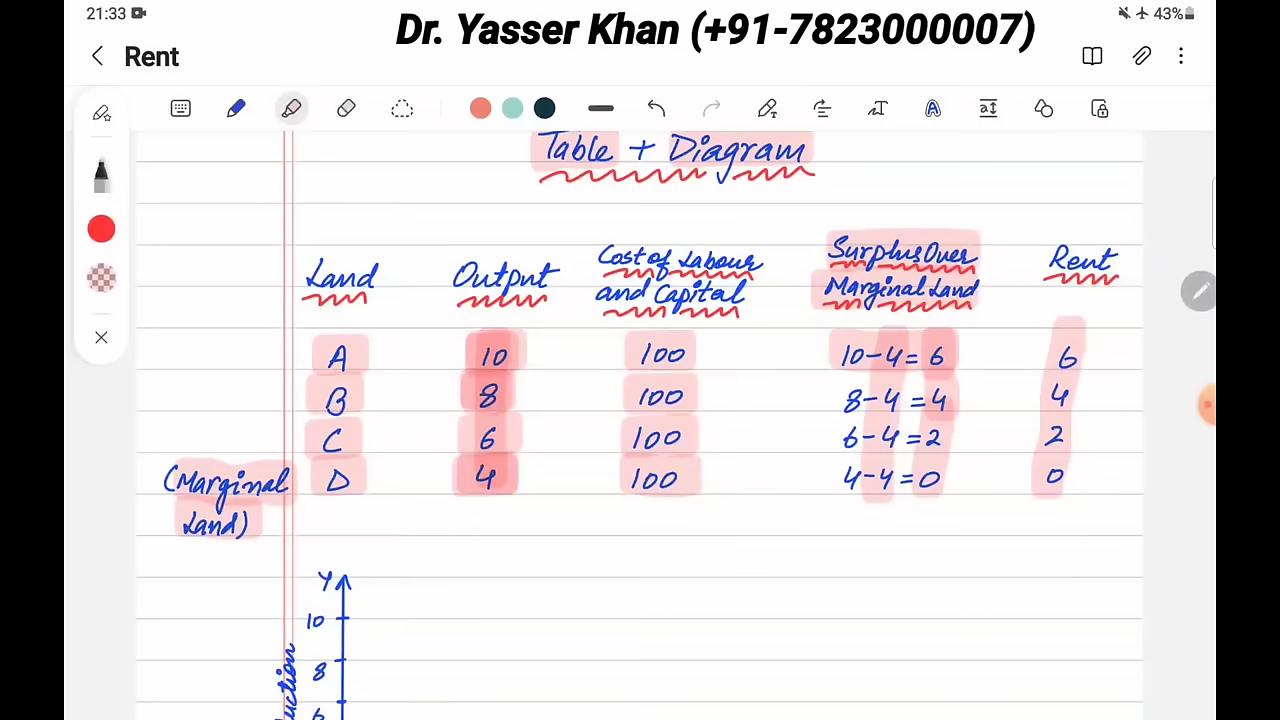 21:33
43%
Dr. Yasser Khan (+91-7823000007)
Rent
Table + Diagram
Land Output Cost of Labour and Capital Surplus Over Marginal Land Rent
A 10 100 10-4=6 6
B 8 100 8-4=4 4
C 6 100 6-4=2 2
(Marginal Land) D 4 100 4-4=0 0
Y
10
8
6
uction